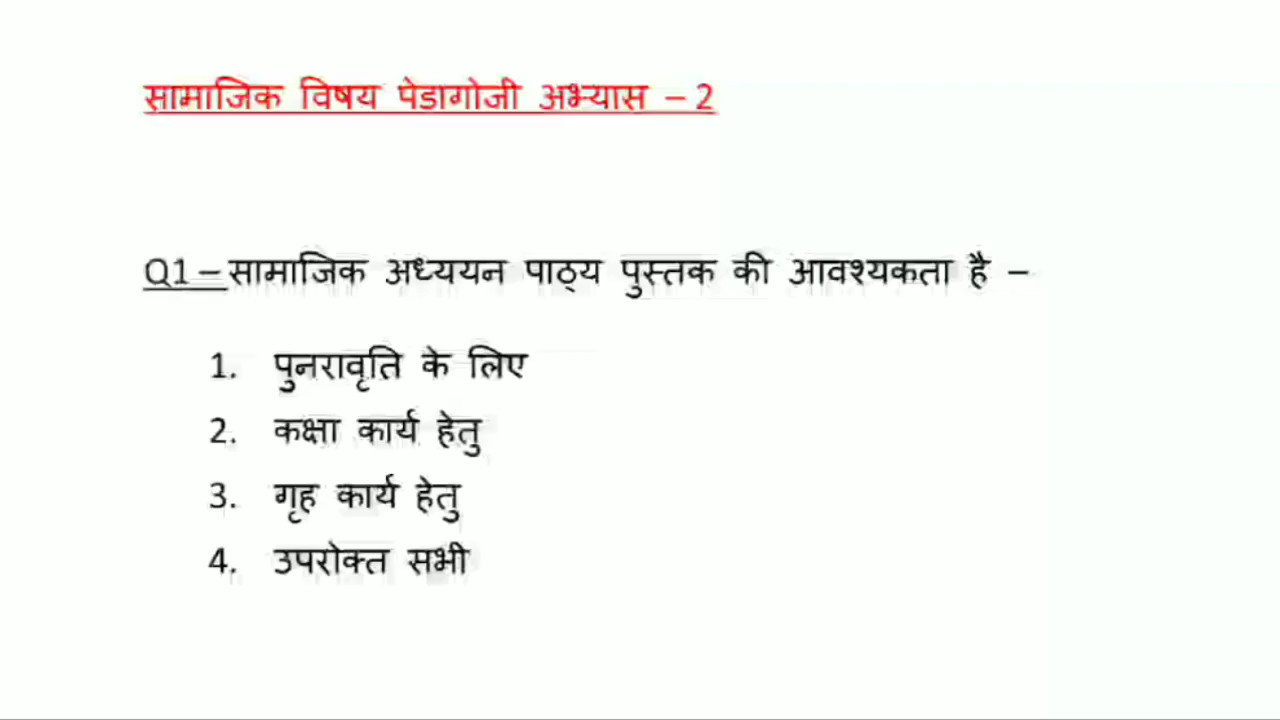 सामाजिक विषय पेडागोजी अभ्यास – 2
Q1 – सामाजिक अध्ययन पाठ्य पुस्तक की आवश्यकता है –
1. पुनरावृति के लिए
2. कक्षा कार्य हेतु
3. गृह कार्य हेतु
4. उपरोक्त सभी